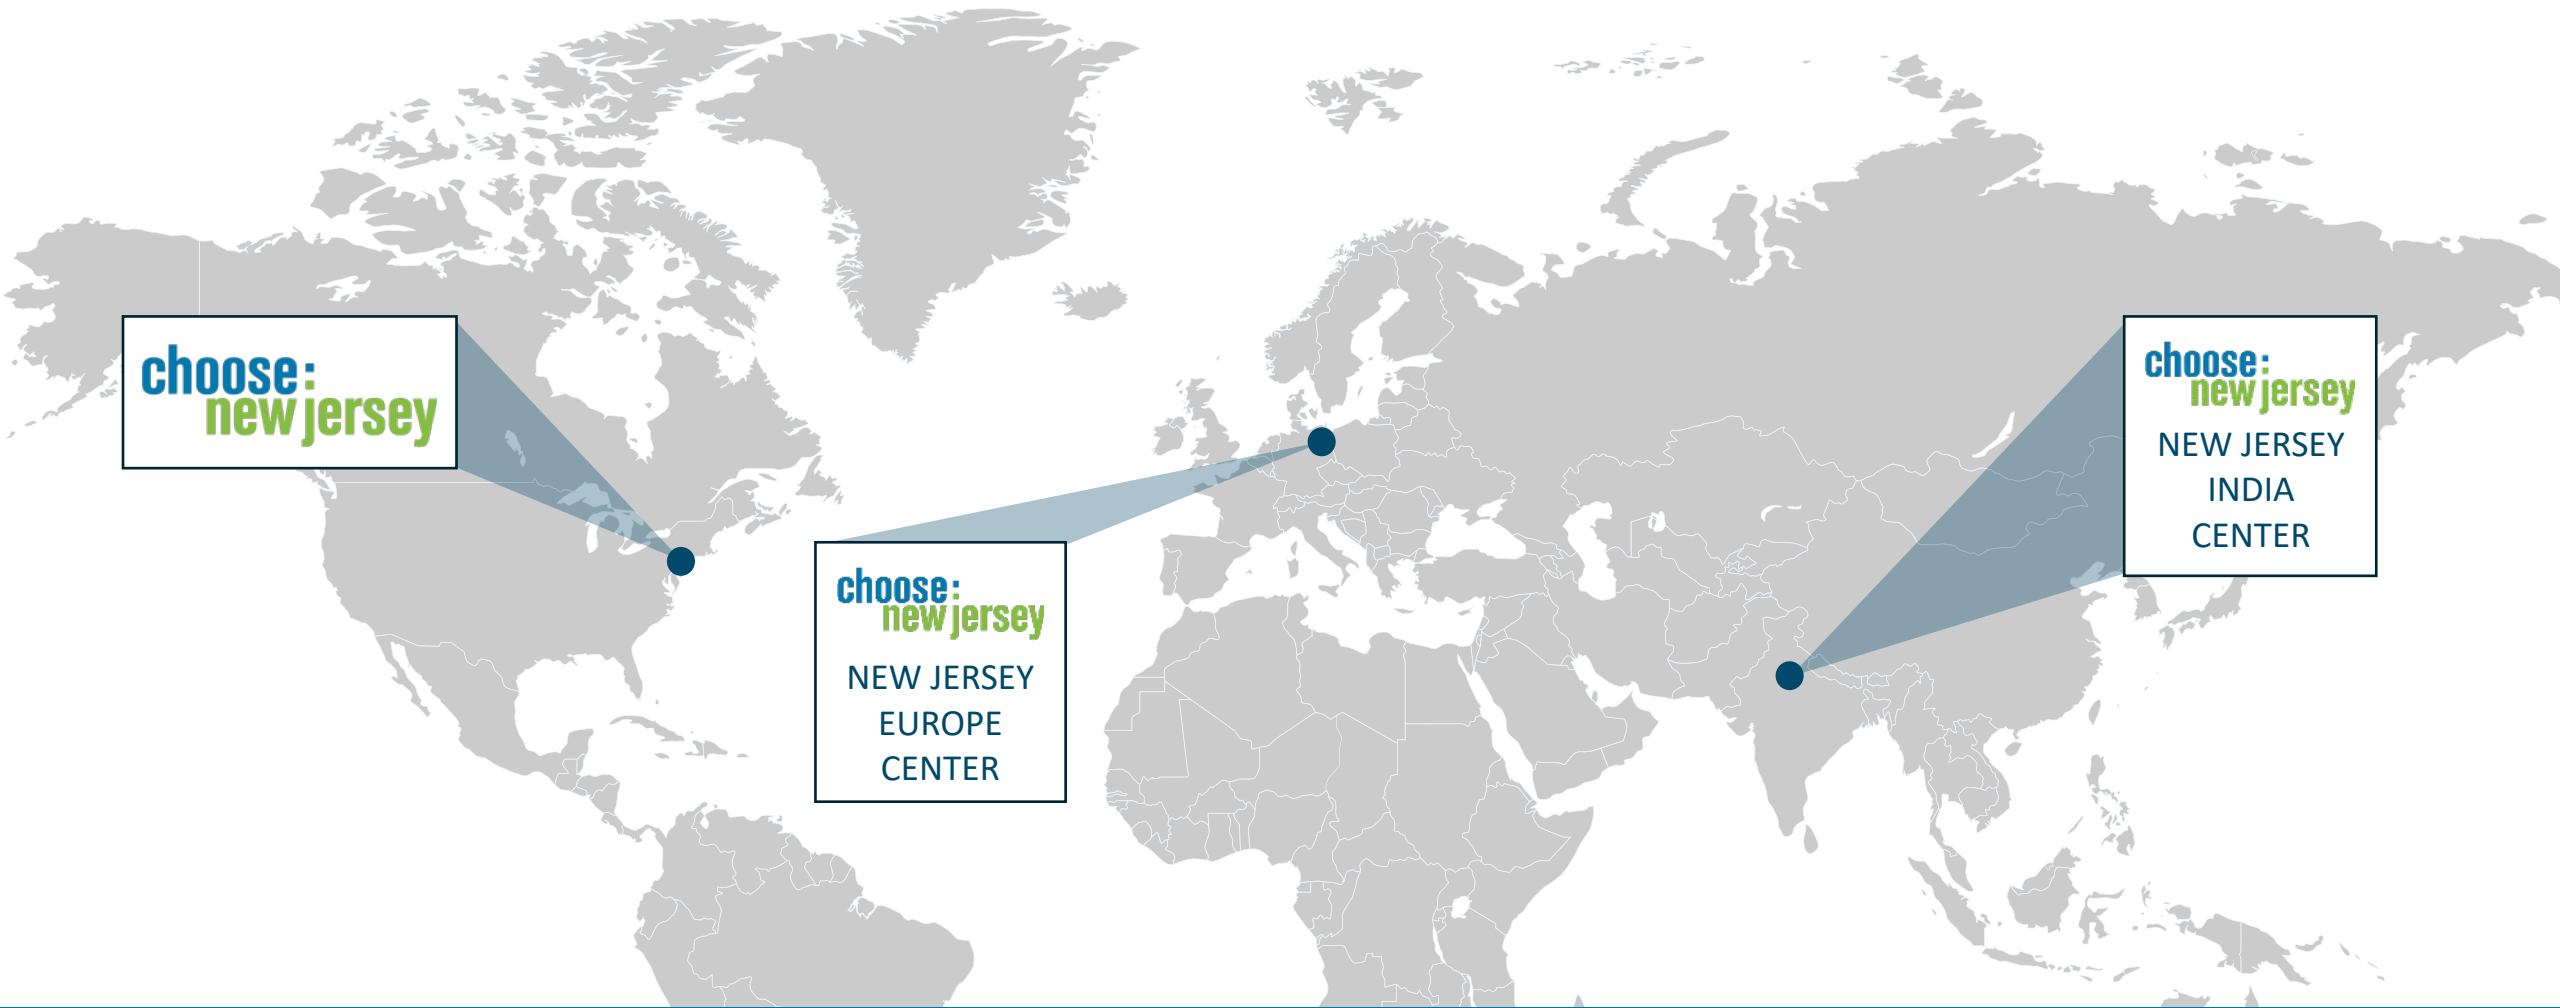 choose:
new jersey
choose:
new jersey
NEW JERSEY
EUROPE
CENTER
choose:
new jersey
NEW JERSEY
INDIA
CENTER